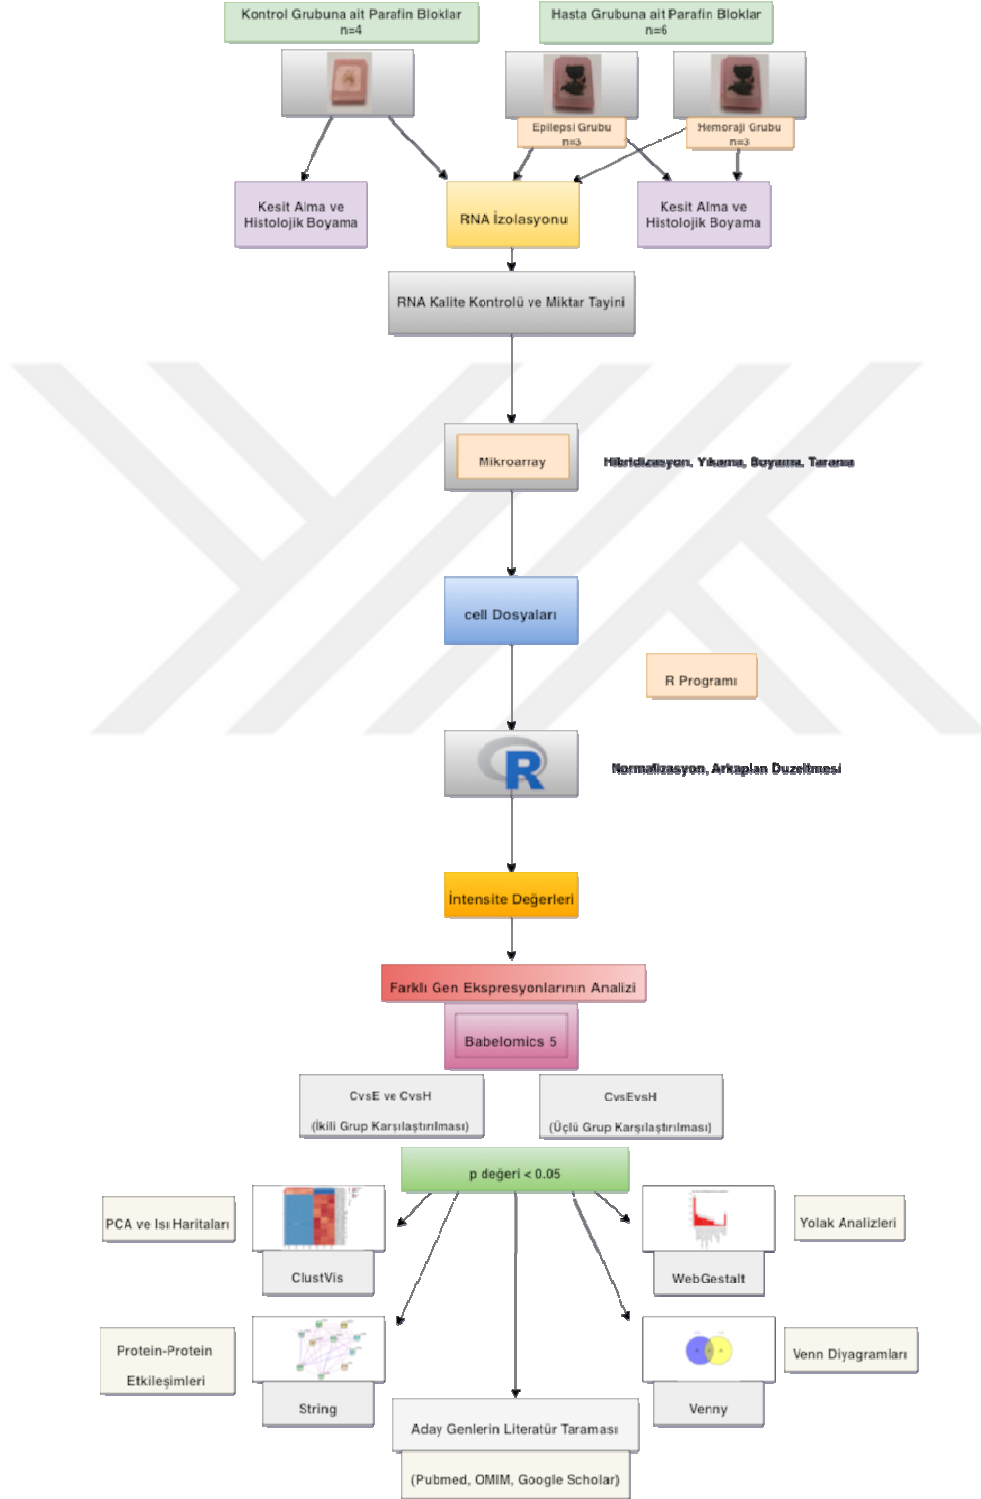 Kontrol Grubuna ait Parafin Bloklar
n=4
Hasta Grubuna ait Parafin Bloklar
n=6
Epilepsi Grubu
n=3
Hemoraji Grubu
n=3
Kesit Alma ve
Histolojik Boyama
RNA İzolasyonu
Kesit Alma ve
Histolojik Boyama
RNA Kalite Kontrolü ve Miktar Tayini
Mikroarray
Hibridizasyon, Yıkama, Boyama, Tarama
cell Dosyaları
R Programı
R
Normalizasyon, Arkaplan Duzeltmesi
İntensite Değerleri
Farklı Gen Ekspresyonlarının Analizi
Babelomics 5
CvsE ve CvsH
(İkili Grup Karşılaştırılması)
CvsEvsH
(Üçlü Grup Karşılaştırılması)
p değeri < 0.05
PCA ve Isı Haritaları
ClustVis
WebGestalt
Yolak Analizleri
Protein-Protein
Etkileşimleri
String
Venny
Venn Diyagramları
Aday Genlerin Literatür Taraması
(Pubmed, OMIM, Google Scholar)